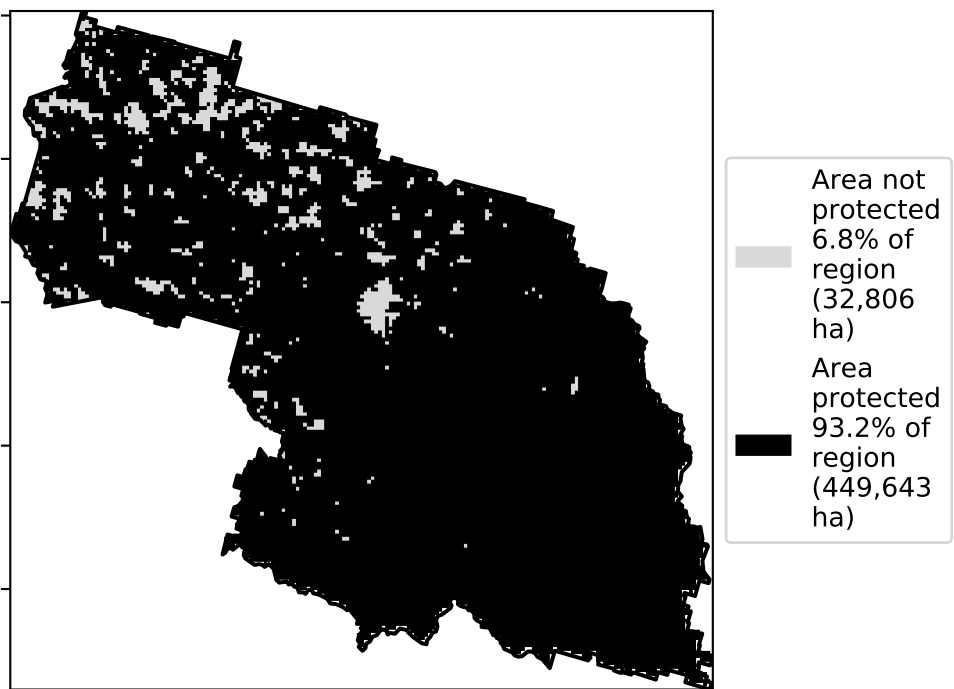 Area not
protected
6.8% of
region
(32,806
ha)
Area
protected
93.2% of
region
(449,643
ha)